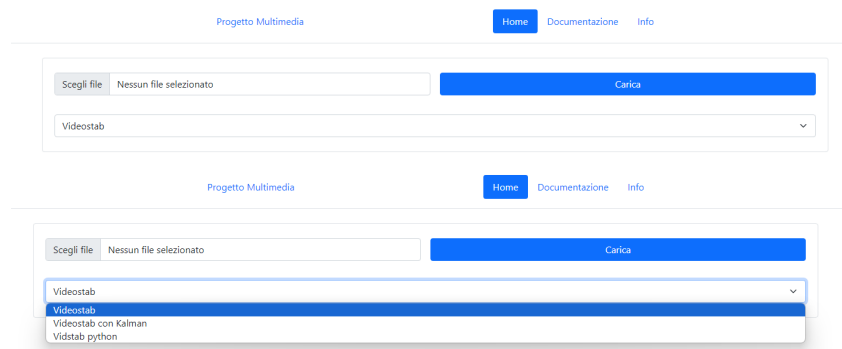 Progetto Multimedia Home Documentazione Info
Scegli file Nessun file selezionato Carica
Videostab
Progetto Multimedia Home Documentazione Info
Scegli file Nessun file selezionato Carica
Videostab
Videostab
Videostab con Kalman
Vidstab python